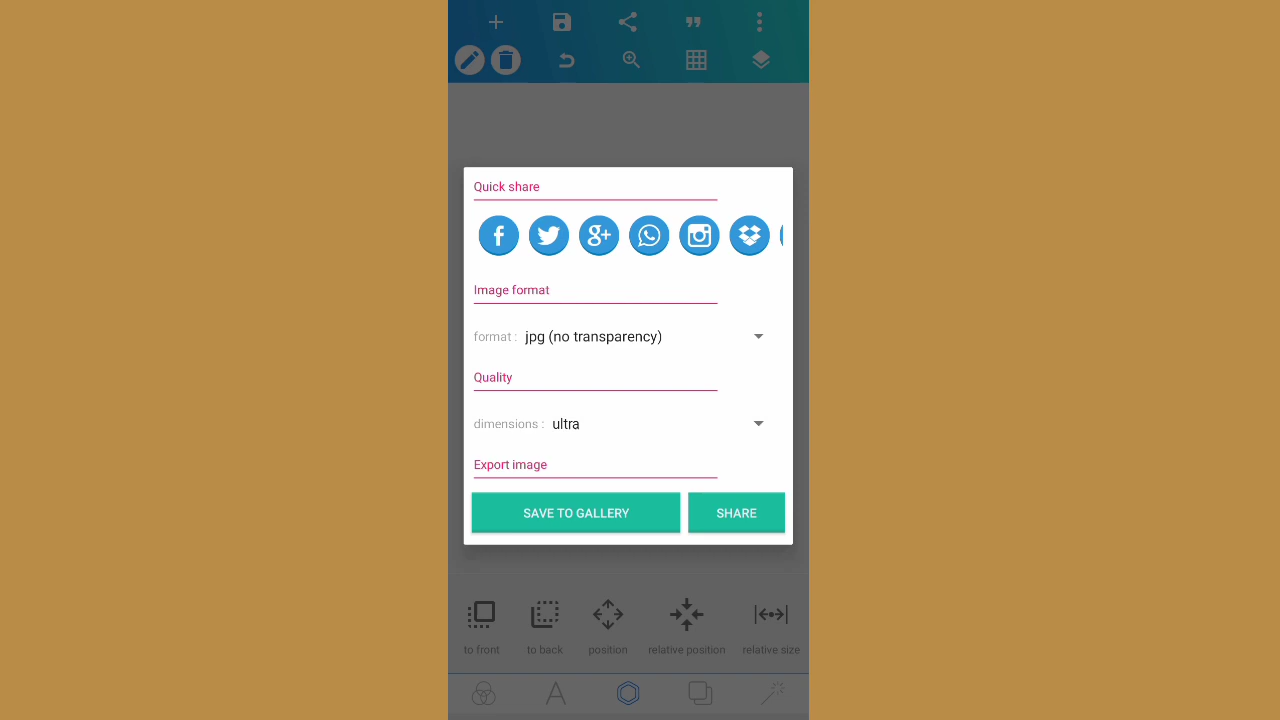 Quick share
Image format
format : jpg (no transparency)
Quality
dimensions : ultra
Export image
SAVE TO GALLERY SHARE
to front to back position relative position relative size